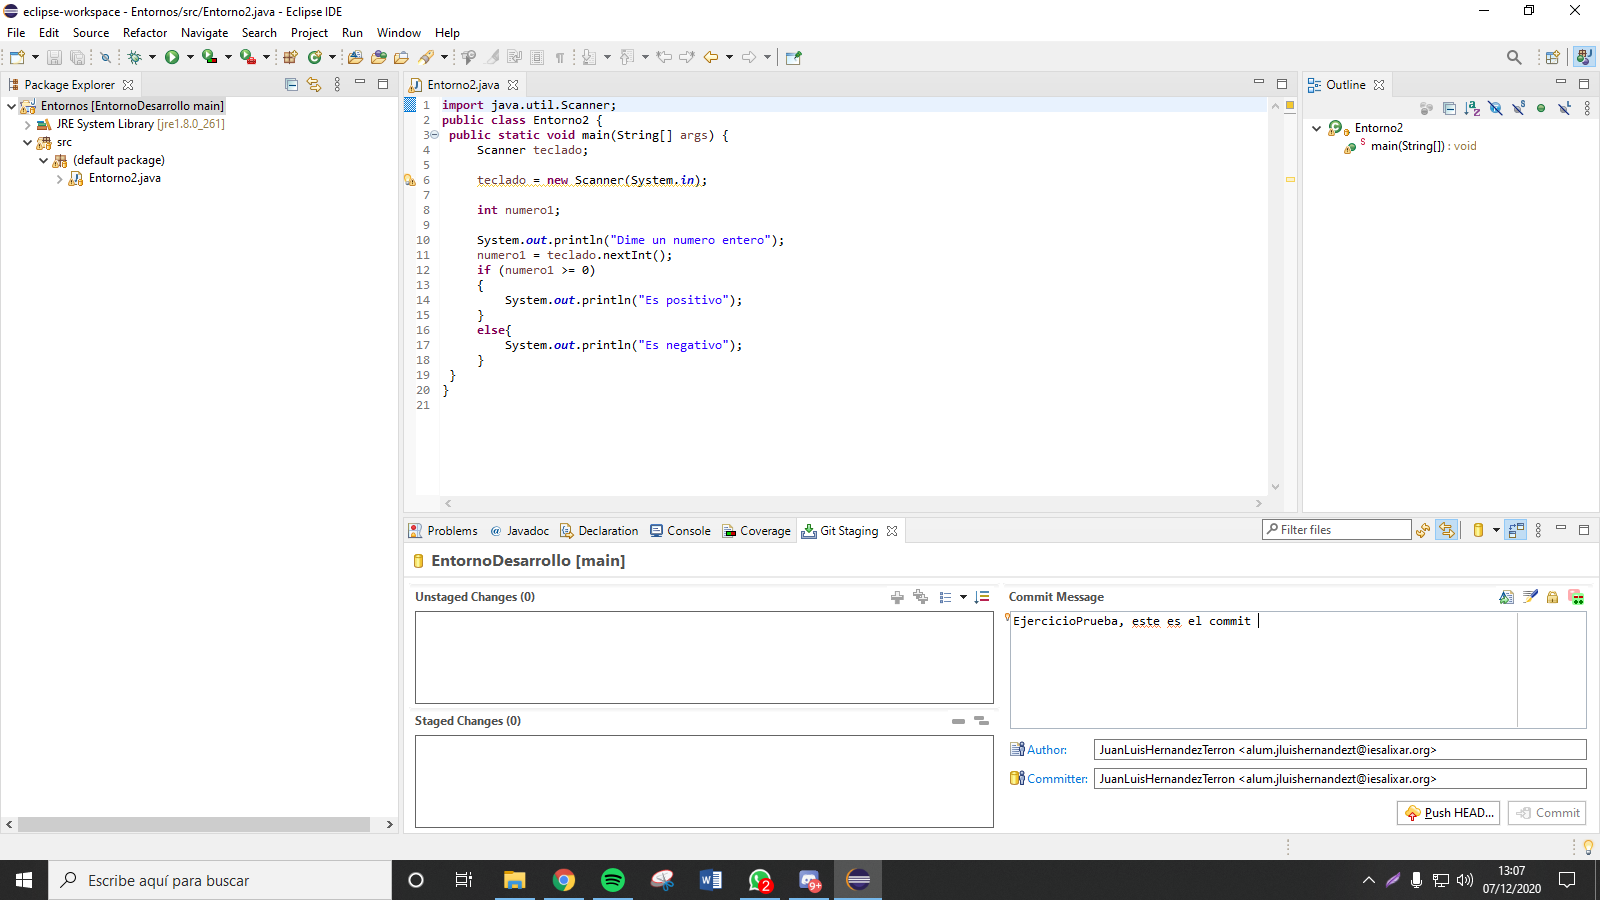 eclipse-workspace - Entornos/src/Entorno2.java - Eclipse IDE
File Edit Source Refactor Navigate Search Project Run Window Help
Package Explorer
Entornos [EntornoDesarrollo main]
JRE System Library [jre1.8.0_261]
src
(default package)
Entorno2.java
Entorno2.java
1 import java.util.Scanner;
2 public class Entorno2 {
3 public static void main(String[] args) {
4 Scanner teclado;
5
6 teclado = new Scanner(System.in);
7
8 int numero1;
9
10 System.out.println("Dime un numero entero");
11 numero1 = teclado.nextInt();
12 if (numero1 >= 0)
13 {
14 System.out.println("Es positivo");
15 }
16 else{
17 System.out.println("Es negativo");
18 }
19 }
20 }
21
Outline
Entorno2
main(String[]) : void
Problems @ Javadoc Declaration Console Coverage Git Staging
Filter files
EntornoDesarrollo [main]
Unstaged Changes (0)
Staged Changes (0)
Commit Message
EjercicioPrueba, este es el commit
Author: JuanLuisHernandezTerron <alum.jluishernandezt@iesalixar.org>
Committer: JuanLuisHernandezTerron <alum.jluishernandezt@iesalixar.org>
Push HEAD... Commit
Escribe aquí para buscar
2
9+
13:07
07/12/2020